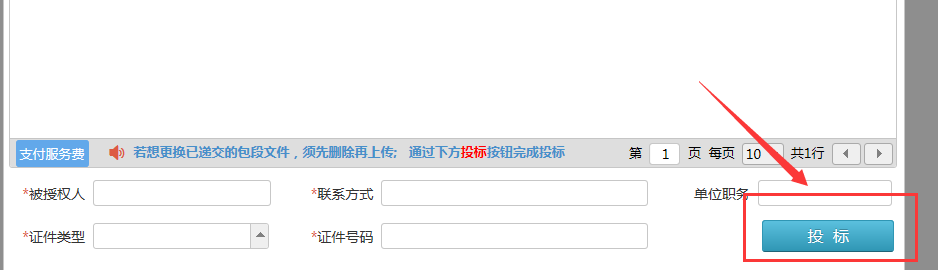 支付服务费 若想更换已递交的包段文件，须先删除再上传; 通过下方投标按钮完成投标 第 1 页 每页 10 共1行
*被授权人 *联系方式 单位职务
*证件类型 *证件号码 投 标